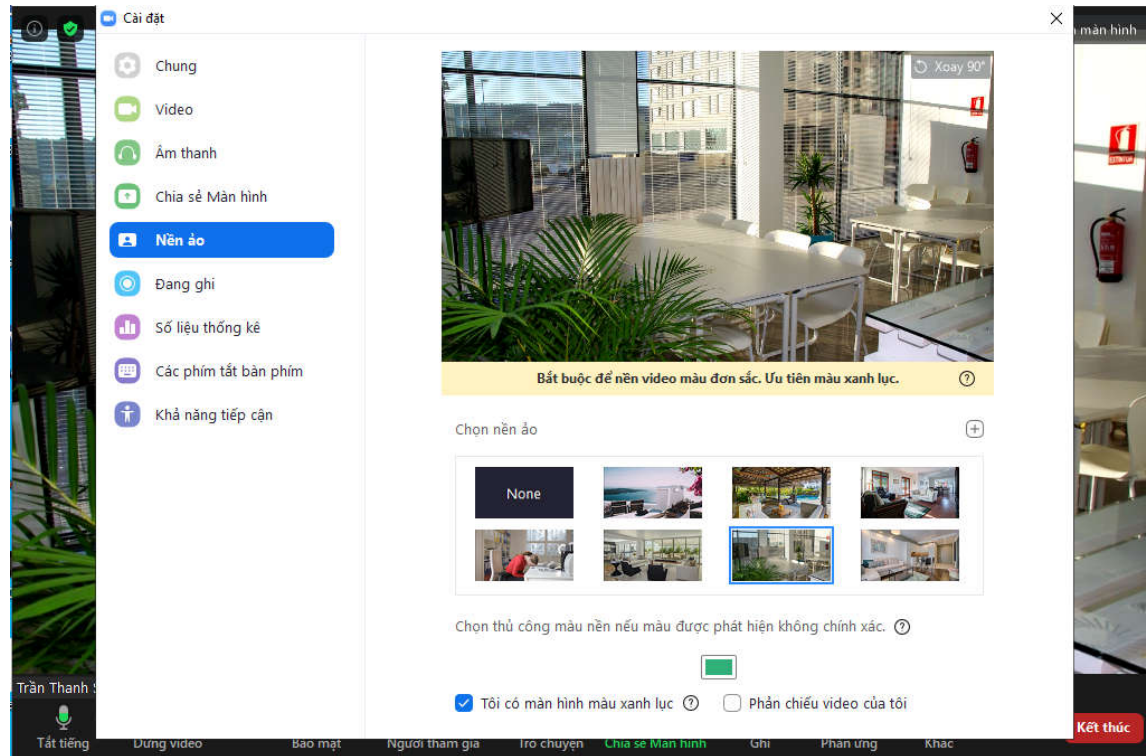 Cài đặt
màn hình
Chung
Video
Âm thanh
Chia sẻ Màn hình
Nền ảo
Đang ghi
Số liệu thống kê
Các phím tắt bàn phím
Khả năng tiếp cận
Xoay 90°
Bắt buộc để nền video màu đơn sắc. Ưu tiên màu xanh lục.
Chọn nền ảo
None
Chọn thủ công màu nền nếu màu được phát hiện không chính xác.
Tôi có màn hình màu xanh lục
Phản chiếu video của tôi
Trần Thanh
Tắt tiếng
Dừng video
Bảo mật
Người tham gia
Trò chuyện
Chia sẻ Màn hình
Ghi
Phản ứng
Khác
Kết thúc